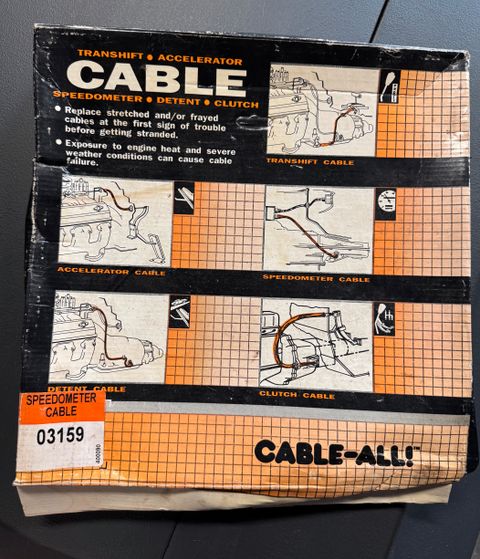 TRANSHIFT • ACCELERATOR
CABLE
SPEEDOMETER • DETENT • CLUTCH
• Replace stretched and/or frayed
cables at the first sign of trouble
before getting stranded.
• Exposure to engine heat and severe
weather conditions can cause cable
failure.
TRANSHIFT CABLE
ACCELERATOR CABLE
SPEEDOMETER CABLE
DETENT CABLE
CLUTCH CABLE
SPEEDOMETER
CABLE
03159
400390
CABLE-ALL!™